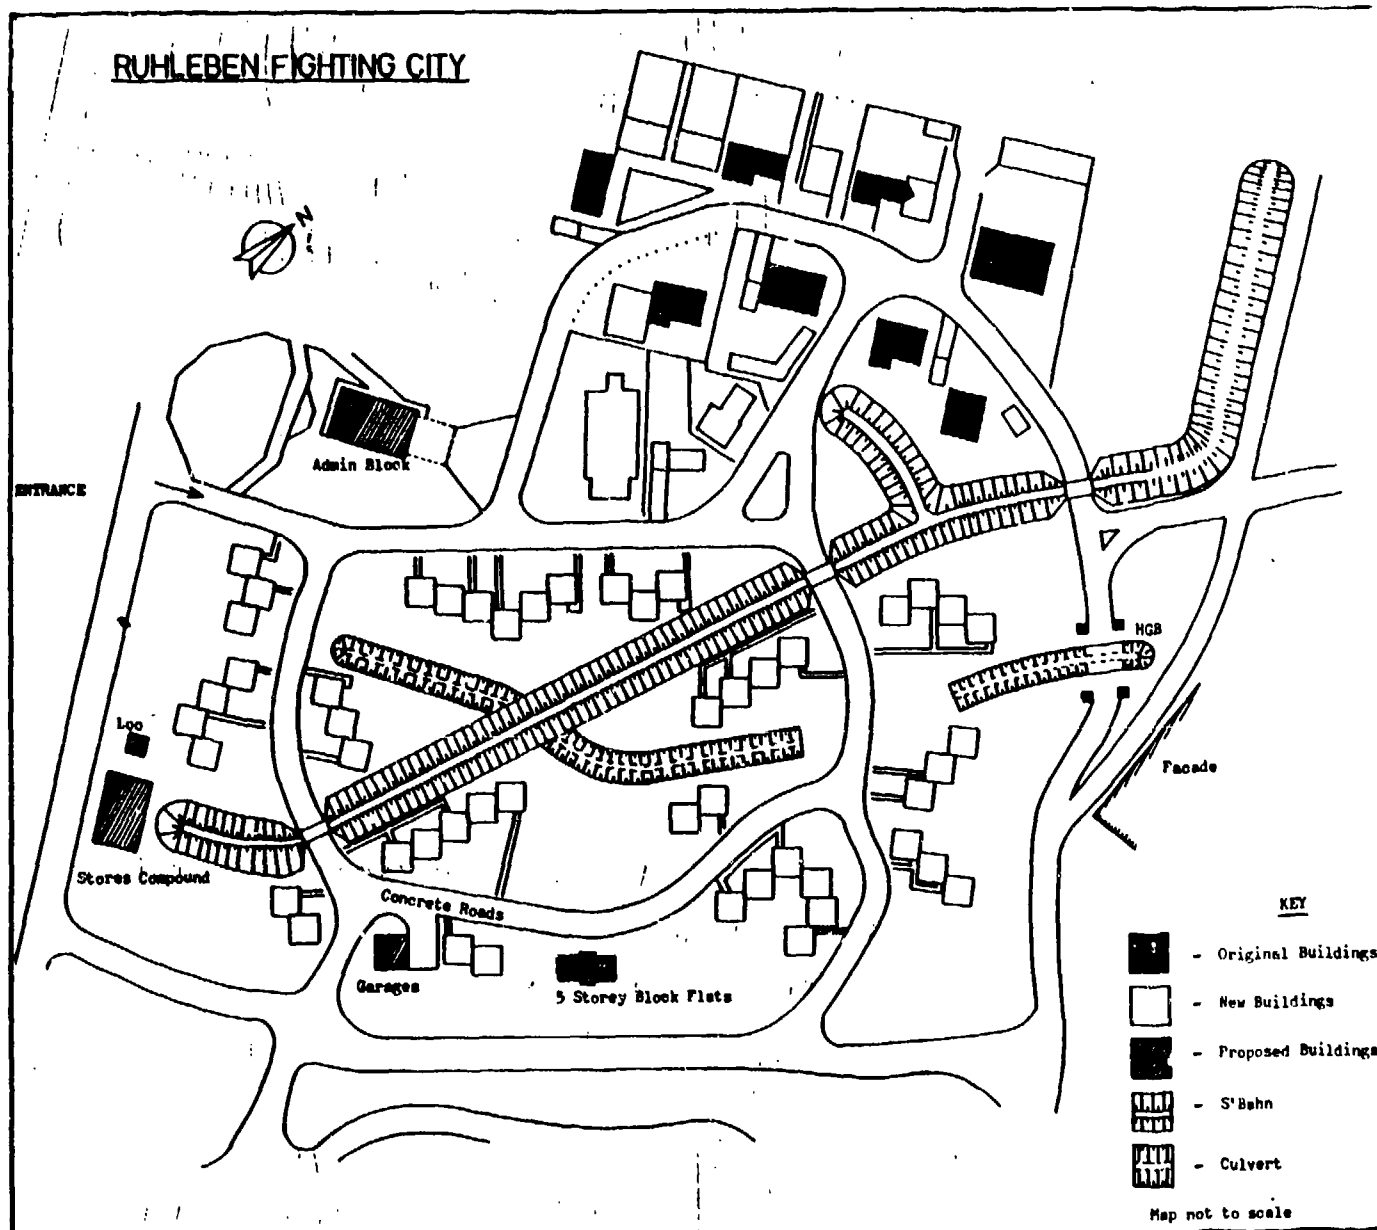 RUHLEBEN FIGHTING CITY
N
Admin Block
ENTRANCE
HGB
Loo
Facade
Stores Compound
Concrete Roads
Garages
5 Storey Block Flats
KEY
- Original Buildings
- New Buildings
- Proposed Buildings
- S'Bahn
- Culvert
Map not to scale